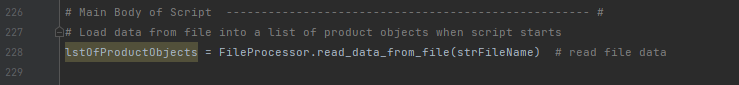 226 # Main Body of Script ---------------------------------------------------- #
227 # Load data from file into a list of product objects when script starts
228 lstOfProductObjects = FileProcessor.read_data_from_file(strFileName)  # read file data
229